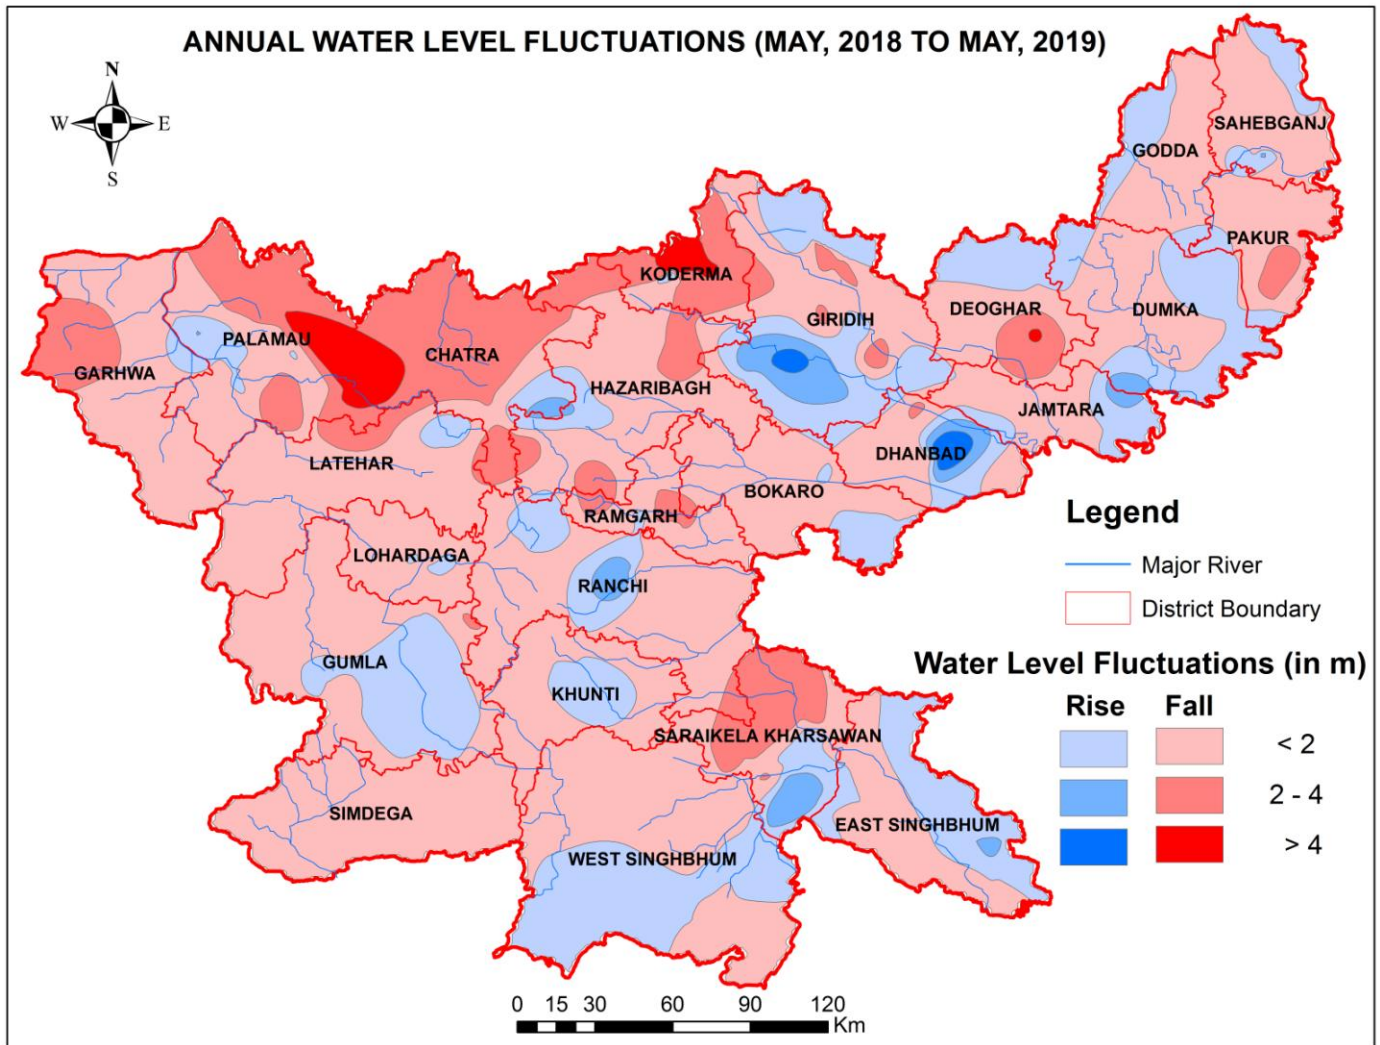 ANNUAL WATER LEVEL FLUCTUATIONS (MAY, 2018 TO MAY, 2019)
N
W E
S
SAHEBGANJ
GODDA
PAKUR
KODERMA
DEOGHAR
DUMKA
GIRIDIH
PALAMAU
CHATRA
GARHWA
HAZARIBAGH
JAMTARA
DHANBAD
LATEHAR
BOKARO
RAMGARH
LOHARDAGA
RANCHI
GUMLA
KHUNTI
SARAIKELA KHARSAWAN
SIMDEGA
EAST SINGHBHUM
WEST SINGHBHUM
Legend
Major River
District Boundary
Water Level Fluctuations (in m)
Rise Fall
< 2
2 - 4
> 4
0 15 30 60 90 120
Km